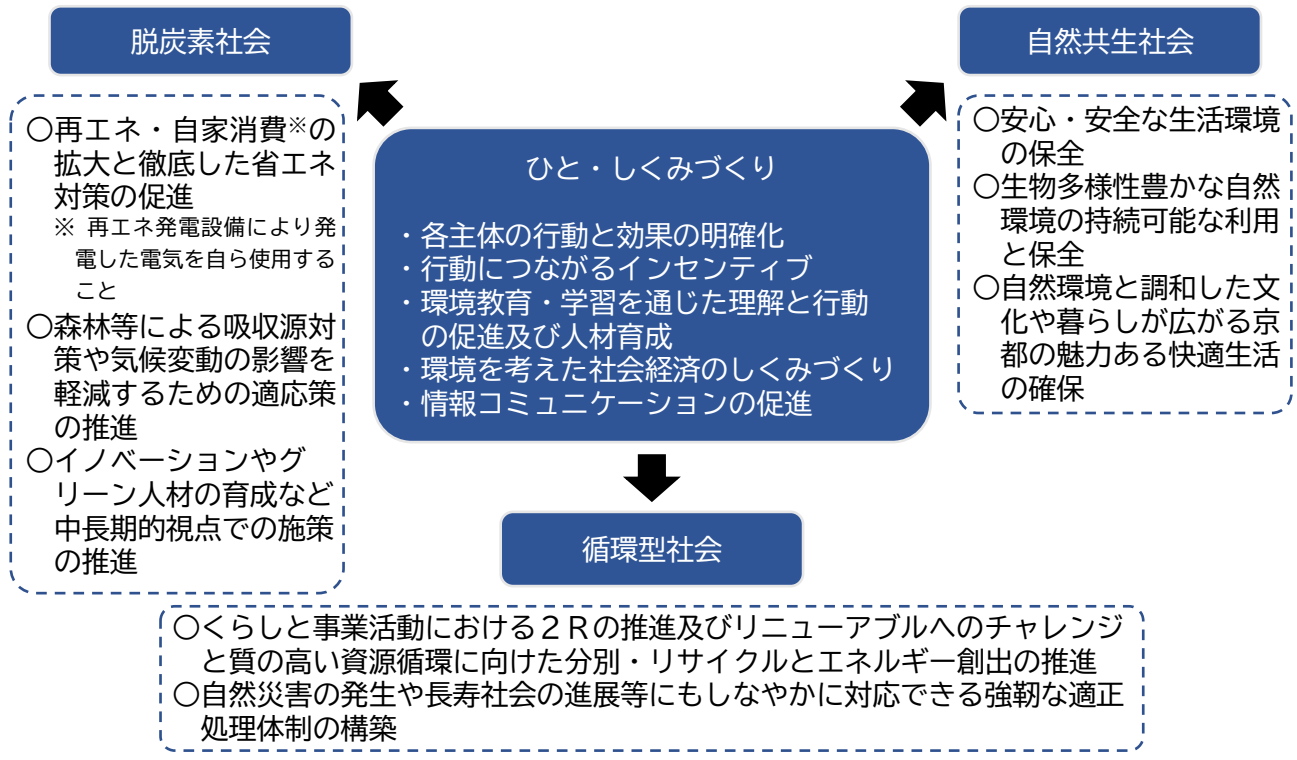 脱炭素社会
〇再エネ・自家消費※の
拡大と徹底した省エネ
対策の促進
※ 再エネ発電設備により発
電した電気を自ら使用する
こと
〇森林等による吸収源対
策や気候変動の影響を
軽減するための適応策
の推進
〇イノベーションやグ
リーン人材の育成など
中長期的視点での施策
の推進
ひと・しくみづくり
・各主体の行動と効果の明確化
・行動につながるインセンティブ
・環境教育・学習を通じた理解と行動
の促進及び人材育成
・環境を考えた社会経済のしくみづくり
・情報コミュニケーションの促進
自然共生社会
〇安心・安全な生活環境
の保全
〇生物多様性豊かな自然
環境の持続可能な利用
と保全
〇自然環境と調和した文
化や暮らしが広がる京
都の魅力ある快適生活
の確保
循環型社会
〇くらしと事業活動における２Ｒの推進及びリニューアブルへのチャレンジ
と質の高い資源循環に向けた分別・リサイクルとエネルギー創出の推進
〇自然災害の発生や長寿社会の進展等にもしなやかに対応できる強靭な適正
処理体制の構築